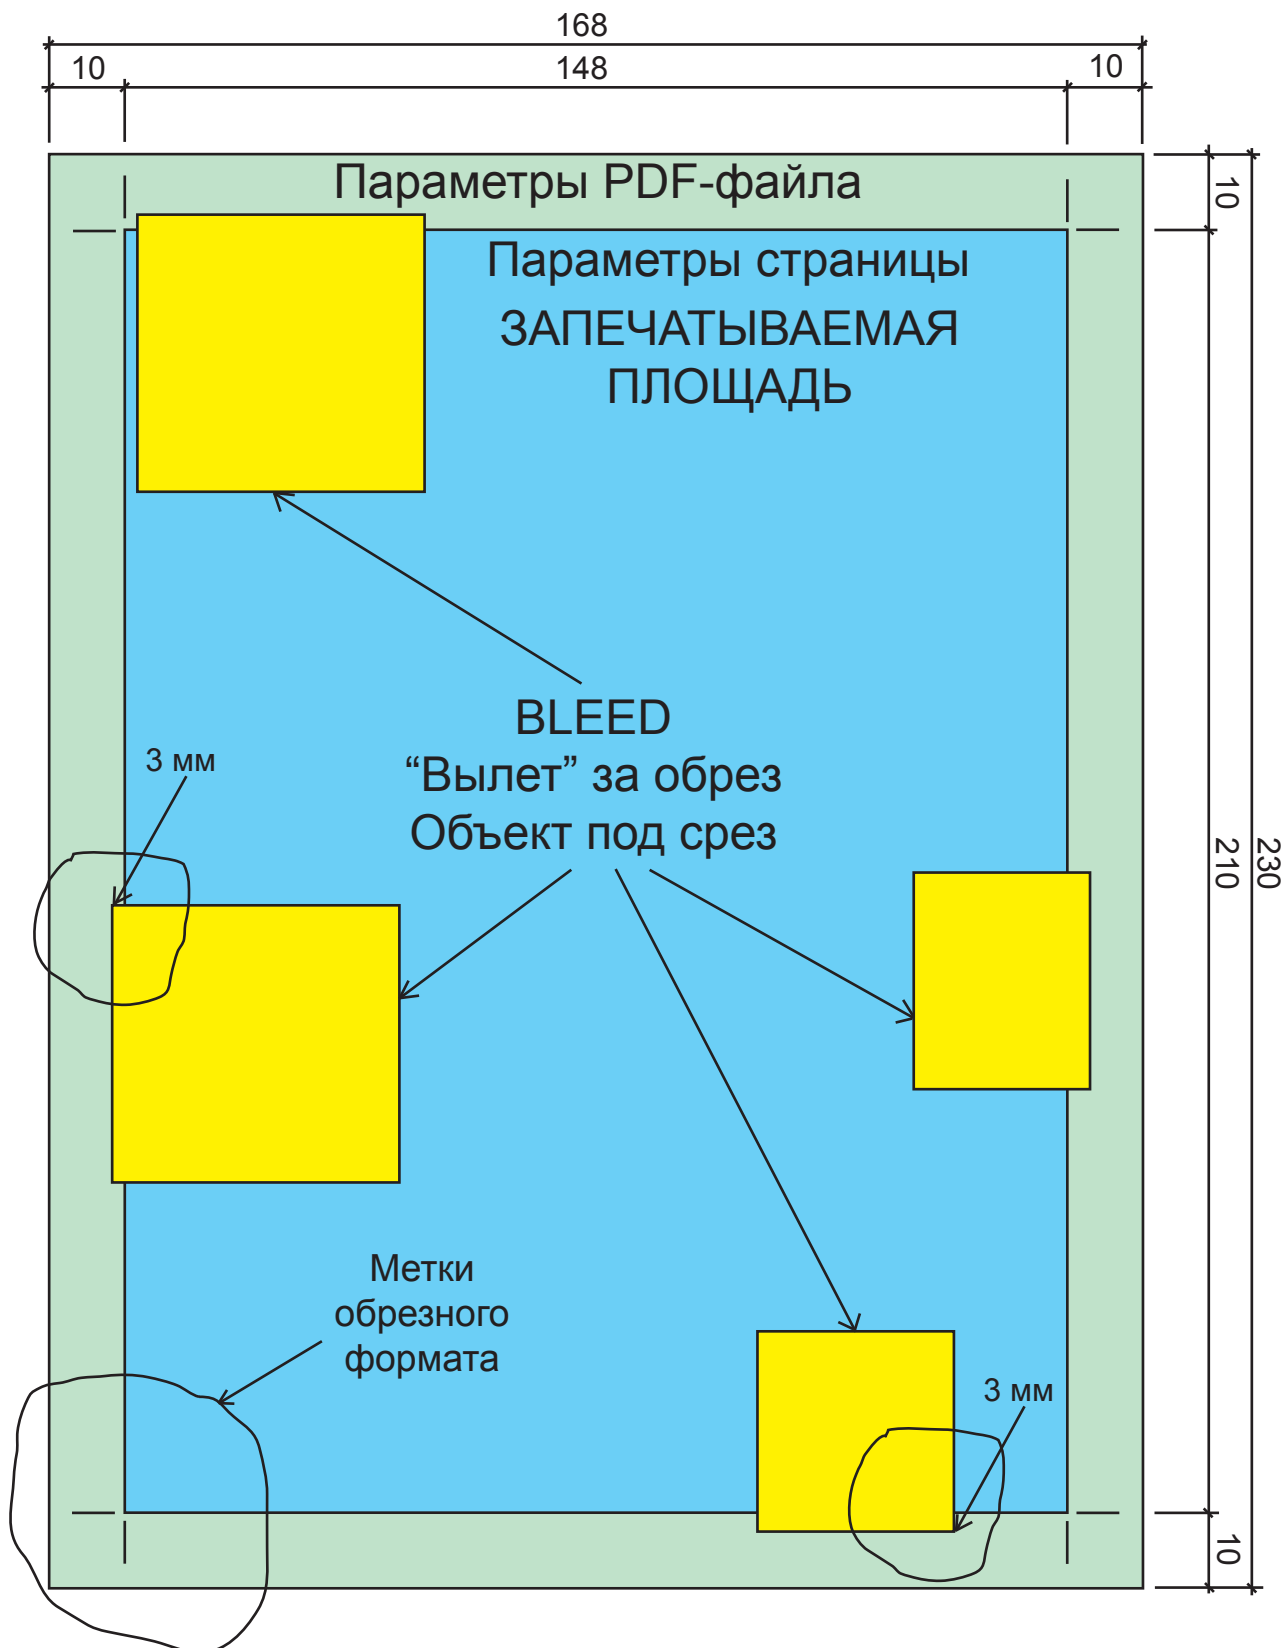 168
10
148
10
Параметры PDF-файла
10
Параметры страницы
ЗАПЕЧАТЫВАЕМАЯ
ПЛОЩАДЬ
BLEED
“Вылет” за обрез
Объект под срез
3 мм
210
230
Метки
обрезного
формата
3 мм
10